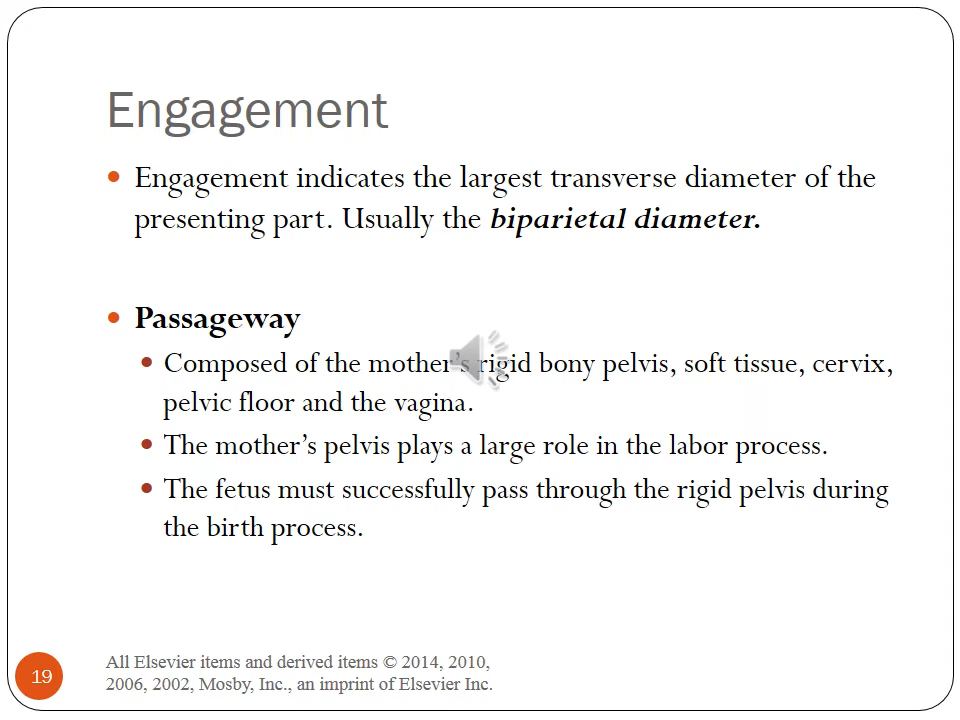 Engagement
Engagement indicates the largest transverse diameter of the
presenting part. Usually the biparietal diameter.
Passageway
Composed of the mother’s rigid bony pelvis, soft tissue, cervix,
pelvic floor and the vagina.
The mother’s pelvis plays a large role in the labor process.
The fetus must successfully pass through the rigid pelvis during
the birth process.
19
All Elsevier items and derived items © 2014, 2010,
2006, 2002, Mosby, Inc., an imprint of Elsevier Inc.